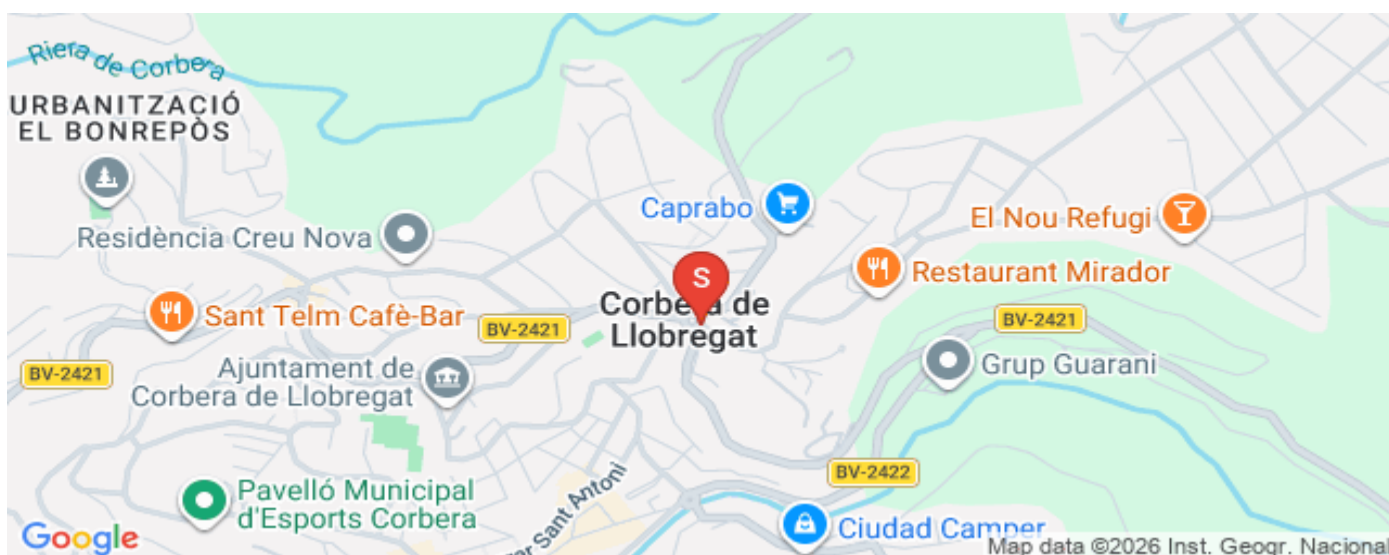 Riera de Corbera
URBANITZACIÓ
EL BONREPÒS
Caprabo
El Nou Refugi
Residència Creu Nova
Restaurant Mirador
S
Corbera de
Llobregat
Sant Telm Cafè-Bar
BV-2421
BV-2421
Grup Guarani
BV-2421
Ajuntament de
Corbera de Llobregat
BV-2422
Sant Antoni
Pavelló Municipal
d'Esports Corbera
Ciudad Camper
Google
Map data ©2026 Inst. Geogr. Nacional